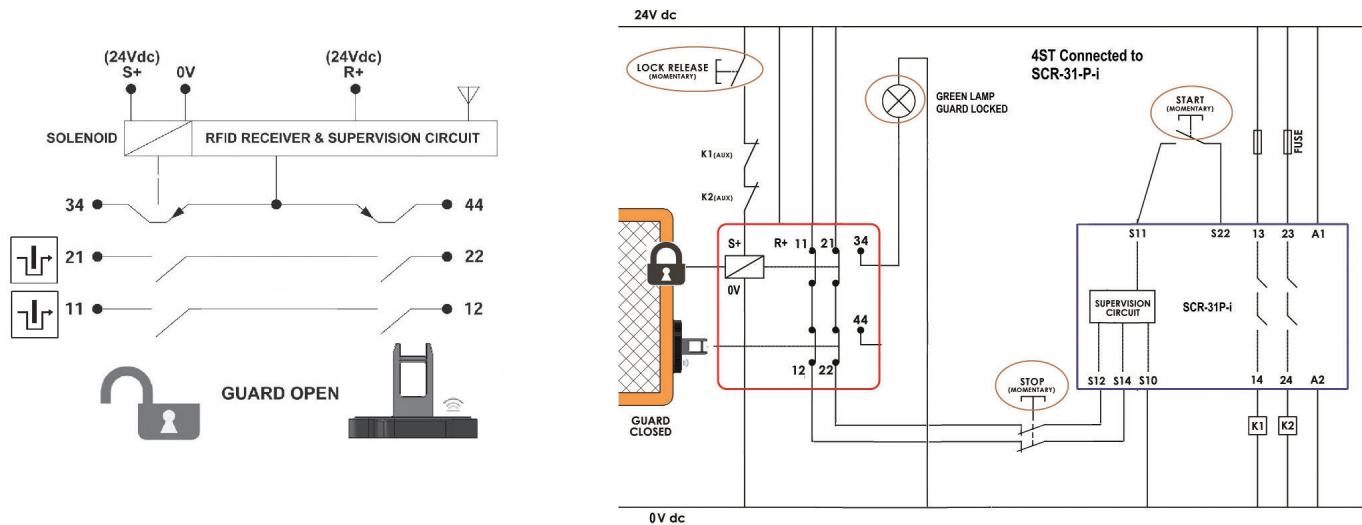 (24Vdc)
S+
0V
(24Vdc)
R+
SOLENOID
RFID RECEIVER & SUPERVISION CIRCUIT
34
44
21
22
11
12
GUARD OPEN
24V dc
LOCK RELEASE
(MOMENTARY)
GREEN LAMP
GUARD LOCKED
4ST Connected to
SCR-31-P-i
START
(MOMENTARY)
FUSE
K1(AUX)
K2(AUX)
S+
R+
11
21
34
0V
44
12
22
GUARD
CLOSED
S11
S22
13
23
A1
SUPERVISION
CIRCUIT
SCR-31P-i
S12
S14
S10
14
24
A2
STOP
(MOMENTARY)
K1
K2
0V dc